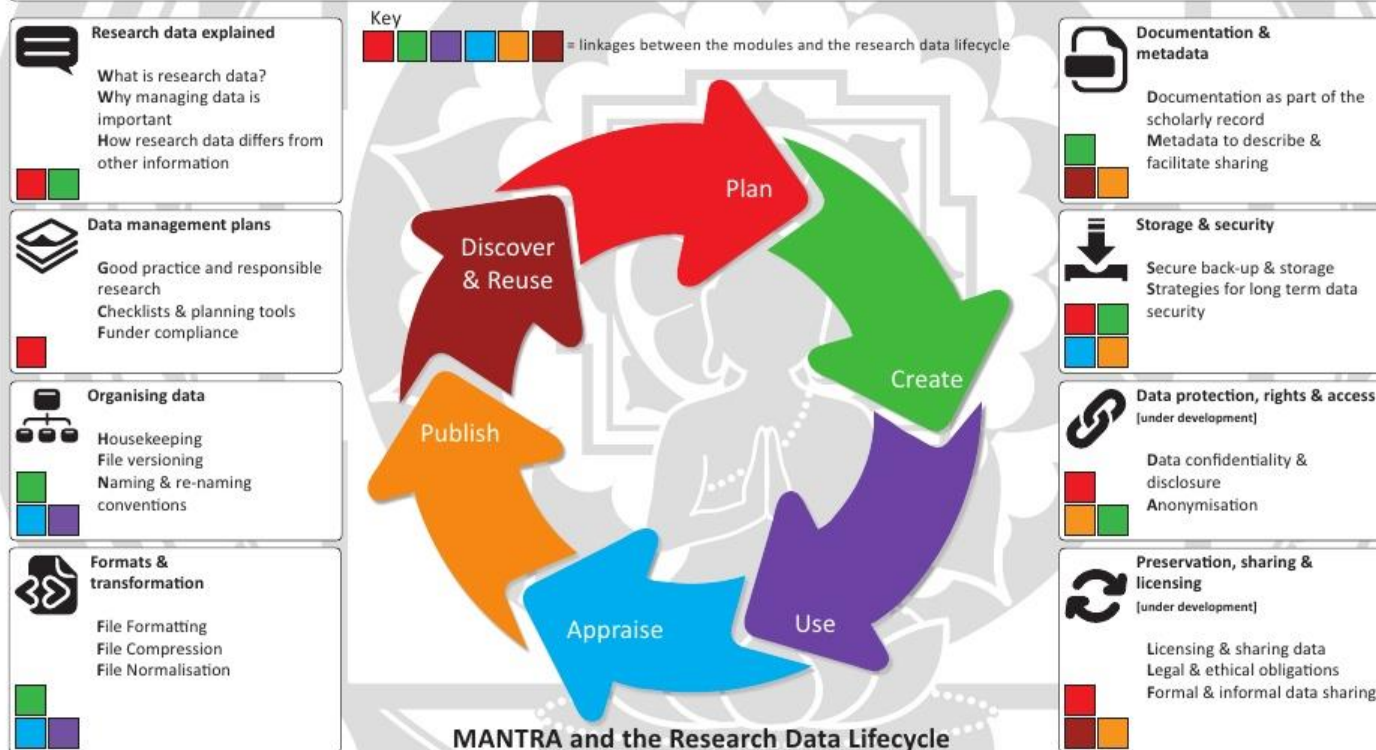 Key
= linkages between the modules and the research data lifecycle
Research data explained
What is research data?
Why managing data is
important
How research data differs from
other information
Data management plans
Good practice and responsible
research
Checklists & planning tools
Funder compliance
Organising data
Housekeeping
File versioning
Naming & re-naming
conventions
Formats &
transformation
File Formatting
File Compression
File Normalisation
Plan
Create
Use
Appraise
Publish
Discover
& Reuse
MANTRA and the Research Data Lifecycle
Documentation &
metadata
Documentation as part of the
scholarly record
Metadata to describe &
facilitate sharing
Storage & security
Secure back-up & storage
Strategies for long term data
security
Data protection, rights & access
[under development]
Data confidentiality &
disclosure
Anonymisation
Preservation, sharing &
licensing
[under development]
Licensing & sharing data
Legal & ethical obligations
Formal & informal data sharing